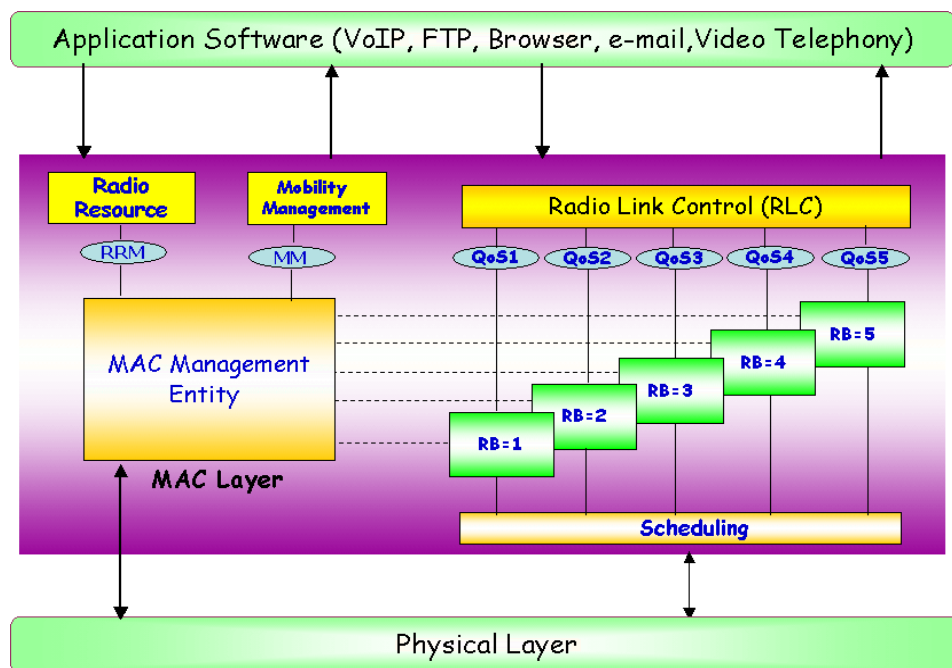 Application Software (VoIP, FTP, Browser, e-mail,Video Telephony)
Radio
Resource
Mobility
Management
Radio Link Control (RLC)
RRM
MM
QoS1
QoS2
QoS3
QoS4
QoS5
MAC Management
Entity
RB=5
RB=4
RB=3
RB=2
RB=1
MAC Layer
Scheduling
Physical Layer